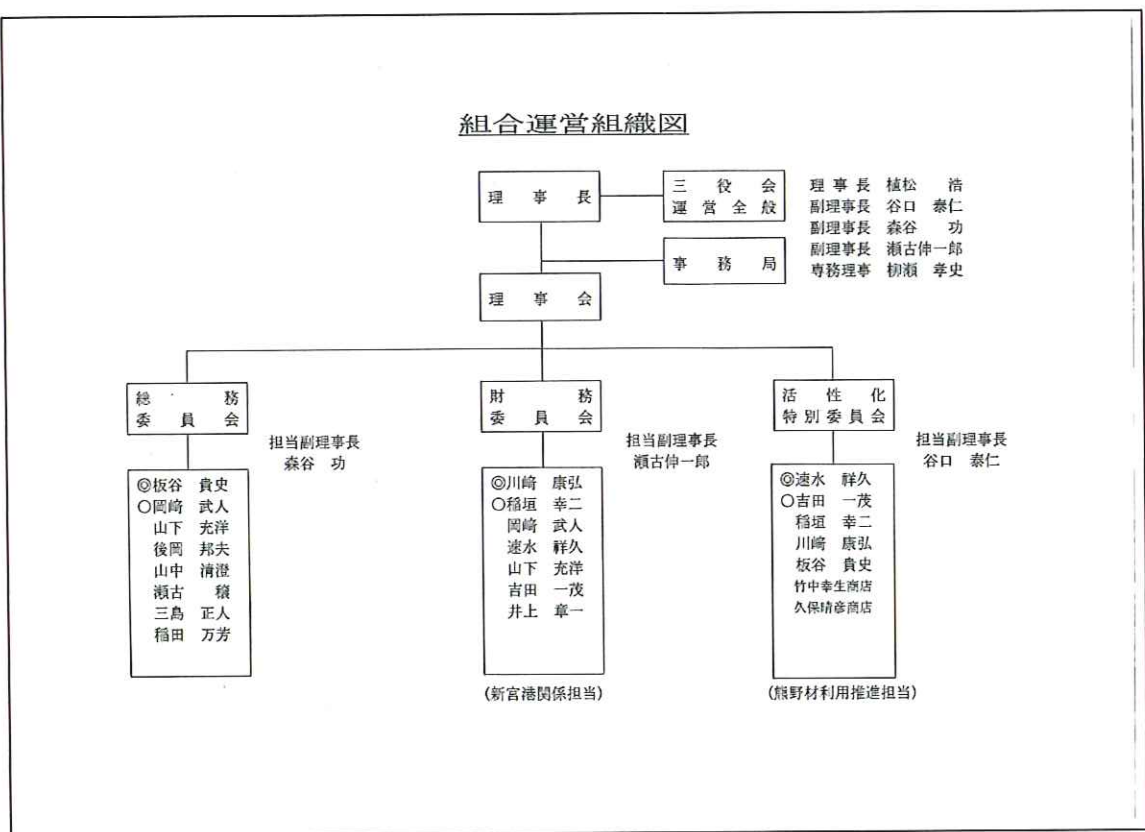 組合運営組織図
理事長
三役会
運営全般
理事長 植松 浩
副理事長 谷口 泰仁
副理事長 森谷 功
副理事長 瀬古伸一郎
専務理事 柳瀬 孝史
事務局
理事会
総務
委員会
担当副理事長
森谷 功
◎板谷 貴史
○岡﨑 武人
山下 充洋
後岡 邦夫
山中 清澄
瀬古 穣
三島 正人
稲田 万芳
財務
委員会
担当副理事長
瀬古伸一郎
◎川﨑 康弘
○稲垣 幸二
岡﨑 武人
速水 祥久
山下 充洋
吉田 一茂
井上 章一
(新宮港関係担当)
活性化
特別委員会
担当副理事長
谷口 泰仁
◎速水 祥久
○吉田 一茂
稲垣 幸二
川﨑 康弘
板谷 貴史
竹中幸生商店
久保晴彦商店
(熊野材利用推進担当)